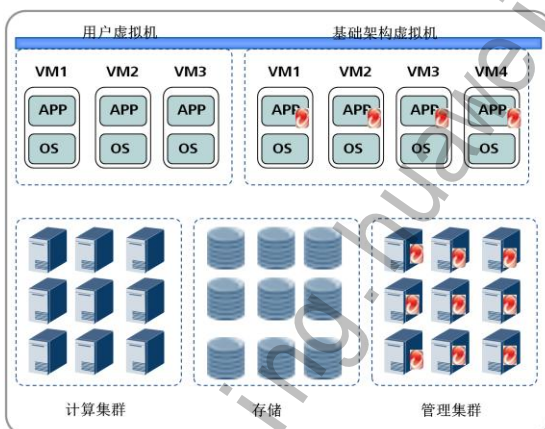 用户虚拟机 基础架构虚拟机
VM1 VM2 VM3 VM1 VM2 VM3 VM4
APP APP APP APP APP APP APP
OS OS OS OS OS OS OS
计算集群 存储 管理集群
ing.huawei